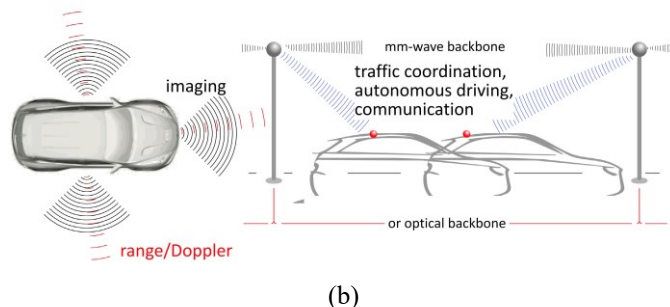 mm-wave backbone
imaging
traffic coordination,
autonomous driving,
communication
or optical backbone
range/Doppler
(b)